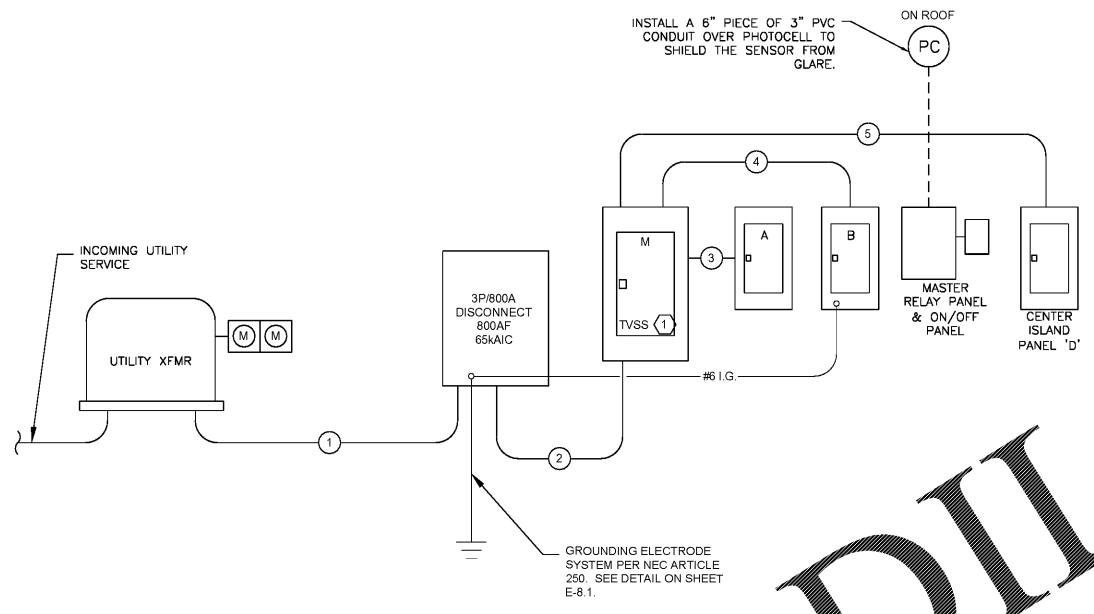 INSTALL A 6" PIECE OF 3" PVC
CONDUIT OVER PHOTOCELL TO
SHIELD THE SENSOR FROM
GLARE.
ON ROOF
PC
5
4
INCOMING UTILITY
SERVICE
3P/800A
DISCONNECT
800AF
65kAIC
M
TVSS
1
3
A
B
MASTER
RELAY PANEL
& ON/OFF
PANEL
CENTER
ISLAND
PANEL 'D'
M
M
UTILITY XFMR
#6 I.G.
1
2
GROUNDING ELECTRODE
SYSTEM PER NEC ARTICLE
250. SEE DETAIL ON SHEET
E-8.1.